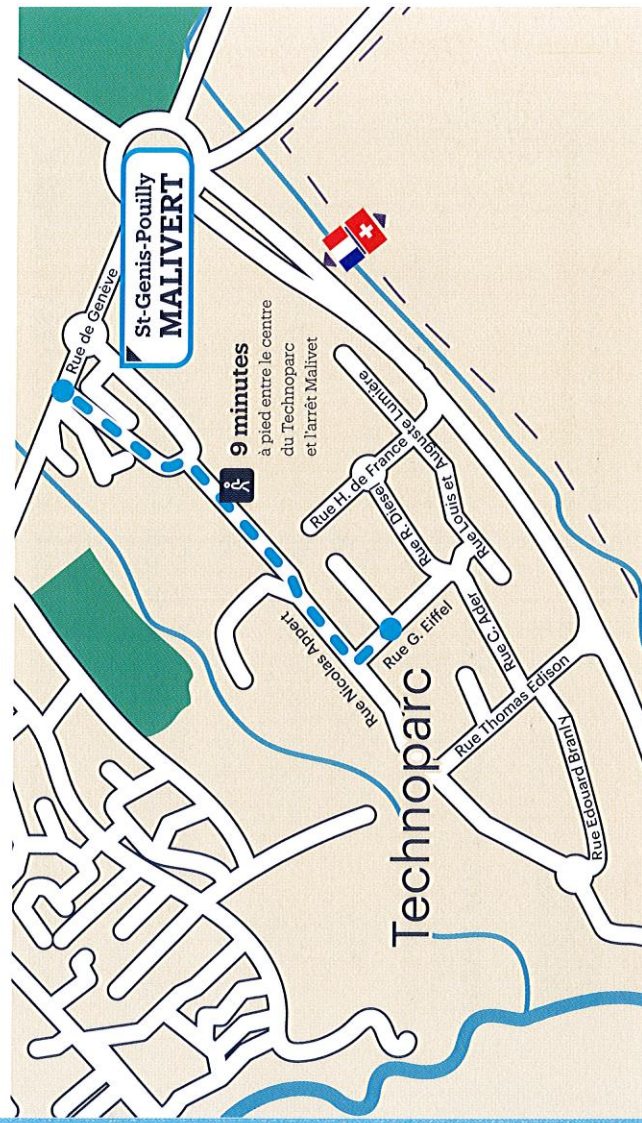 Rue de Genève
St-Genis-Pouilly
MALIVERT
9 minutes
à pied entre le centre
du Technoparc
et l'arrêt Malivet
Rue H. de France
Rue Louis et Auguste Lumière
Rue R. Diesel
Rue Nicolas Appert
Rue G. Eiffel
Rue C. Ader
Technoparc
Rue Thomas Edison
Rue Edouard Branly